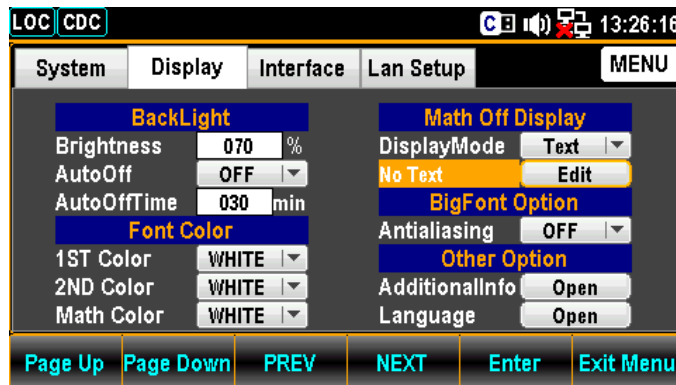 LOC CDC C 13:26:16
System Display Interface Lan Setup MENU
BackLight
Brightness 070 %
AutoOff OFF
AutoOffTime 030 min
Font Color
1ST Color WHITE
2ND Color WHITE
Math Color WHITE
Math Off Display
DisplayMode Text
No Text Edit
BigFont Option
Antialiasing OFF
Other Option
AdditionalInfo Open
Language Open
Page Up Page Down PREV NEXT Enter Exit Menu